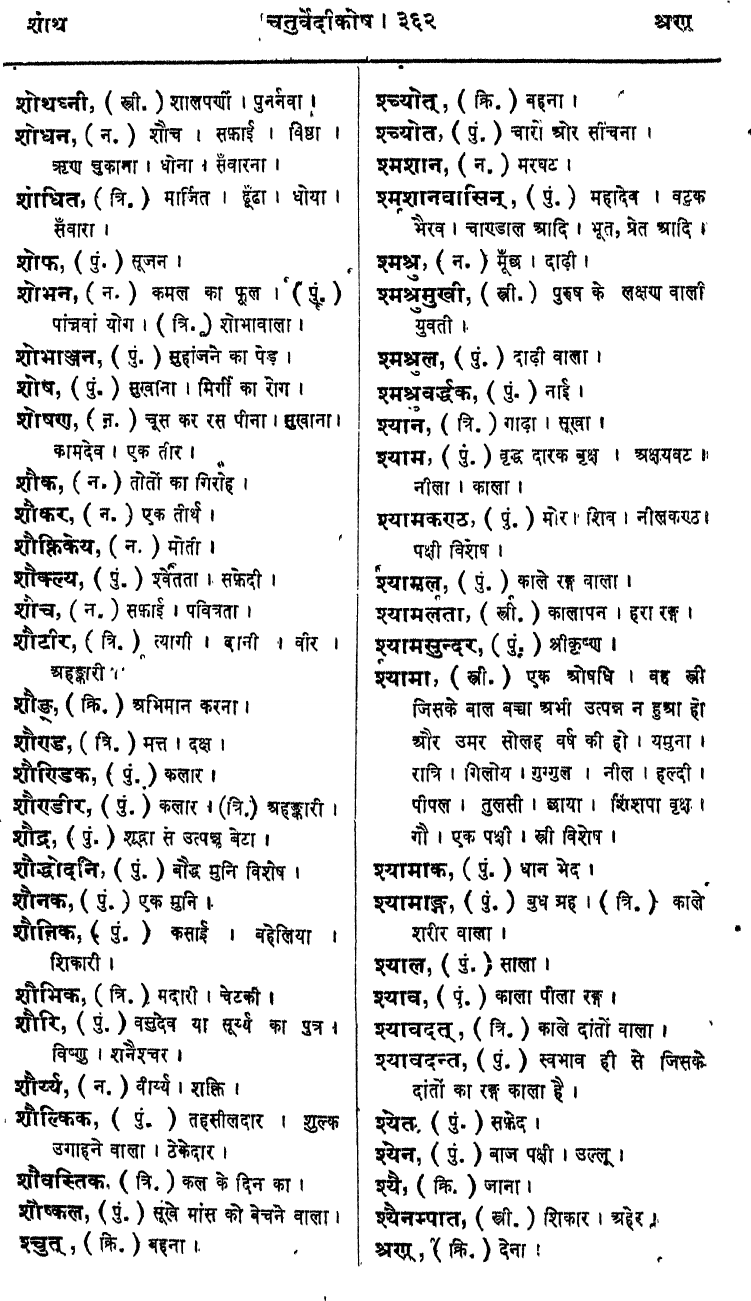 शोथ चतुर्वेदीकोष। ३६२ श्रण्
शोथघ्नी, ( स्त्री. ) शालपर्णी । पुनर्नवा ।
शोधन, ( न. ) शौच । सफ़ाई । विष्ठा ।
ऋण चुकाना । धोना । सँवारना ।
शोधित, ( त्रि. ) मार्जित । ढूँढा । धोया ।
सँवारा ।
शोफ, ( पुं. ) सूजन ।
शोभन, ( न. ) कमल का फूल । ( पुं. )
पांचवां योग । ( त्रि. ) शोभावाला ।
शोभाञ्जन, ( पुं. ) सुहांजने का पेड़ ।
शोष, ( पुं. ) सुखाना । मिर्गी का रोग ।
शोषण, ( न. ) चूस कर रस पीना । सुखाना।
कामदेव । एक तीर ।
शौक, ( न. ) तोतों का गिरोह ।
शौकर, ( न. ) एक तीर्थ ।
शौक्तिकेय, ( न. ) मोती ।
शौक्ल्य, ( पुं. ) श्वेतता । सफ़ेदी ।
शौच, ( न. ) सफ़ाई । पवित्रता ।
शौटीर, ( त्रि. ) त्यागी । दानी । वीर ।
अहङ्कारी ।
शौङ्, ( क्रि. ) अभिमान करना ।
शौण्ड, ( त्रि. ) मत्त । दक्ष ।
शौण्डिक, ( पुं. ) कलार ।
शौण्डीर, ( पुं. ) कलार । (त्रि.) अहङ्कारी ।
शौद्र, ( पुं. ) शूद्रा से उत्पन्न बेटा ।
शौद्धोदनि, ( पुं. ) बौद्ध मुनि विशेष ।
शौनक, ( पुं. ) एक मुनि ।
शौनिक, ( पुं. ) कसाई । बहेलिया ।
शिकारी ।
शौभिक, ( त्रि. ) मदारी । चेटकी ।
शौरि, ( पुं. ) वसुदेव या सूर्य्य का पुत्र ।
विष्णु । शनैश्चर ।
शौर्य्य, ( न. ) वीर्य्य । शक्ति ।
शौल्किक, ( पुं. ) तहसीलदार । शुल्क
उगाहने वाला । ठेकेदार ।
शौवस्तिक, ( त्रि. ) कल के दिन का ।
शौष्कल, ( पुं. ) सूखे मांस को बेचने वाला ।
श्चुत्, ( क्रि. ) बहना ।
श्च्योत्, ( क्रि. ) बहना ।
श्च्योत, ( पुं. ) चारों ओर सींचना ।
श्मशान, ( न. ) मरघट ।
श्मशानवासिन्, ( पुं. ) महादेव । वटुक
भैरव । चाण्डाल आदि । भूत, प्रेत आदि ।
श्मश्रु, ( न. ) मूँछ । दाढ़ी ।
श्मश्रुमुखी, ( स्त्री. ) पुरुष के लक्षण वाली
युवती ।
श्मश्रुल, ( पुं. ) दाढ़ी वाला ।
श्मश्रुवर्द्धक, ( पुं. ) नाई ।
श्यान, ( त्रि. ) गाढ़ा । सूखा ।
श्याम, ( पुं. ) वृद्ध दारक वृक्ष । अक्षयवट ।
नीला । काला ।
श्यामकण्ठ, ( पुं. ) मोर । शिव । नीलकण्ठ।
पक्षी विशेष ।
श्यामल, ( पुं. ) काले रङ्ग वाला ।
श्यामलता, ( स्त्री. ) कालापन । हरा रङ्ग ।
श्यामसुन्दर, ( पुं. ) श्रीकृष्ण ।
श्यामा, ( स्त्री. ) एक ओषधि । वह स्त्री
जिसके बाल बच्चा अभी उत्पन्न न हुआ हो
और उमर सोलह वर्ष की हो । यमुना ।
रात्रि । गिलोय । गुग्गुल । नील । हल्दी ।
पीपल । तुलसी । छाया । शिंशपा वृक्ष ।
गौ । एक पक्षी । स्त्री विशेष ।
श्यामाक, ( पुं. ) धान भेद ।
श्यामाङ्ग, ( पुं. ) बुध ग्रह । ( त्रि. ) काले
शरीर वाला ।
श्याल, ( पुं. ) साला ।
श्याव, ( पुं. ) काला पीला रङ्ग ।
श्यावदत्, ( त्रि. ) काले दांतों वाला ।
श्यावदन्त, ( पुं. ) स्वभाव ही से जिसके
दांतों का रङ्ग काला है ।
श्येत, ( पुं. ) सफ़ेद ।
श्येन, ( पुं. ) बाज पक्षी । उल्लू ।
श्यै, ( क्रि. ) जाना ।
श्यैनम्पात, ( स्त्री. ) शिकार । अहेर ।
श्रण्, ( क्रि. ) देना ।